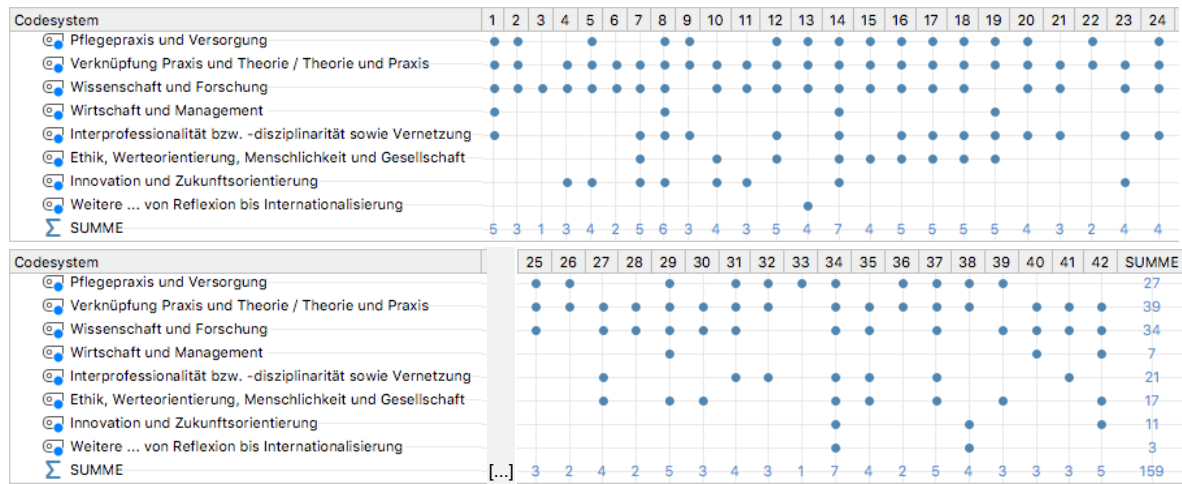 Codesystem 1 2 3 4 5 6 7 8 9 10 11 12 13 14 15 16 17 18 19 20 21 22 23 24
Pflegepraxis und Versorgung
Verknüpfung Praxis und Theorie / Theorie und Praxis
Wissenschaft und Forschung
Wirtschaft und Management
Interprofessionalität bzw. -disziplinarität sowie Vernetzung
Ethik, Werteorientierung, Menschlichkeit und Gesellschaft
Innovation und Zukunftsorientierung
Weitere ... von Reflexion bis Internationalisierung
Σ SUMME 5 3 1 3 4 2 5 6 3 4 3 5 4 7 4 5 5 5 5 4 3 2 4 4
Codesystem 25 26 27 28 29 30 31 32 33 34 35 36 37 38 39 40 41 42 SUMME
Pflegepraxis und Versorgung 27
Verknüpfung Praxis und Theorie / Theorie und Praxis 39
Wissenschaft und Forschung 34
Wirtschaft und Management 7
Interprofessionalität bzw. -disziplinarität sowie Vernetzung 21
Ethik, Werteorientierung, Menschlichkeit und Gesellschaft 17
Innovation und Zukunftsorientierung 11
Weitere ... von Reflexion bis Internationalisierung 3
Σ SUMME [...] 3 2 4 2 5 3 4 3 1 7 4 2 5 4 3 3 3 5 159